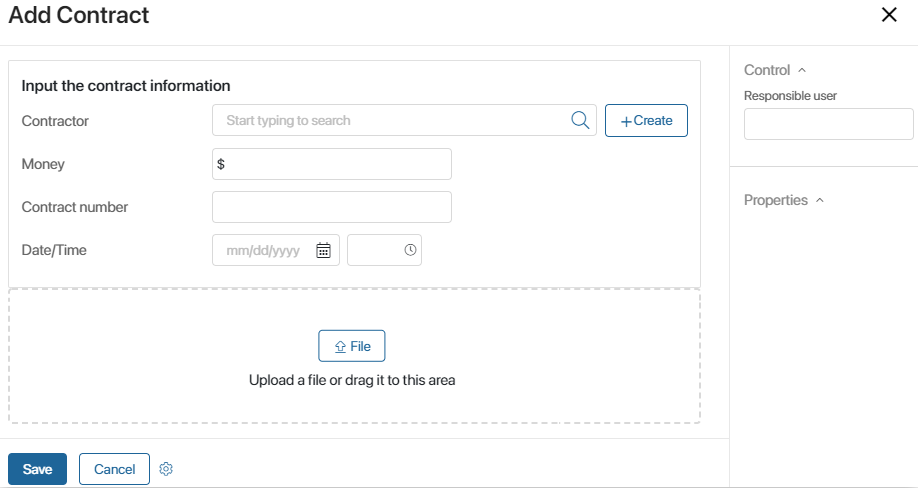 Add Contract
Input the contract information
Contractor
Start typing to search
+Create
Money
$
Contract number
Date/Time
mm/dd/yyyy
File
Upload a file or drag it to this area
Save
Cancel
Control
Responsible user
Properties